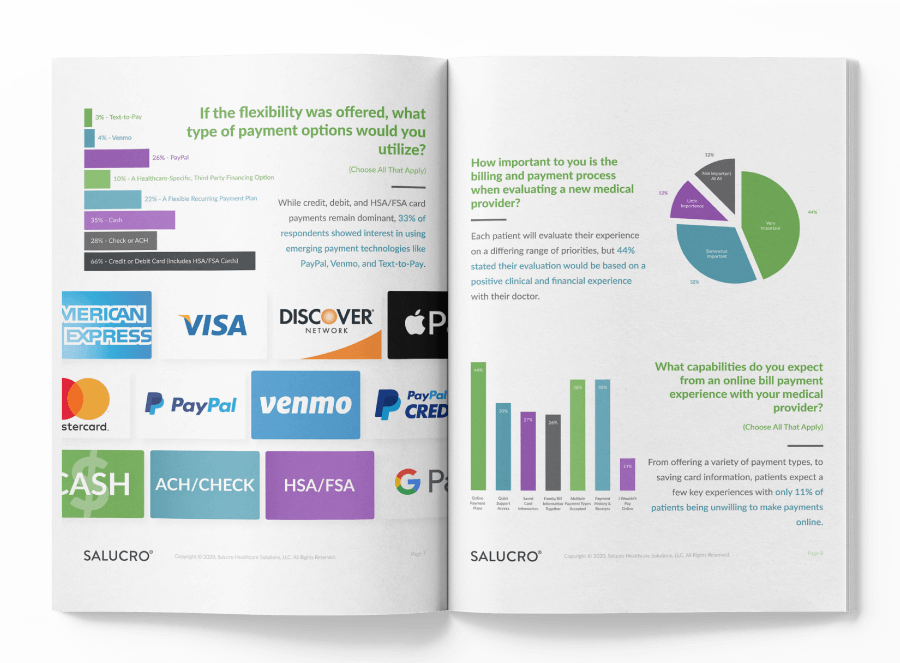 3% - Text-to-Pay
4% - Venmo
26% - PayPal
10% - A Healthcare-Specific, Third Party Financing Option
22% - A Flexible Recurring Payment Plan
35% - Cash
28% - Check or ACH
66% - Credit or Debit Card (Includes HSA/FSA Cards)
If the flexibility was offered, what
type of payment options would you
utilize?
(Choose All That Apply)
While credit, debit, and HSA/FSA card
payments remain dominant, 33% of
respondents showed interest in using
emerging payment technologies like
PayPal, Venmo, and Text-to-Pay.
MERICAN
EXPRESS
VISA
DISCOVER
NETWORK
P
stercard.
PayPal
venmo
PayPal
CRED
$
CASH
ACH/CHECK
HSA/FSA
G Pa
SALUCRO
Copyright © 2020, Salucro Healthcare Solutions, LLC. All Rights Reserved.
Page 7
How important to you is the
billing and payment process
when evaluating a new medical
provider?
Each patient will evaluate their experience
on a differing range of priorities, but 44%
stated their evaluation would be based on a
positive clinical and financial experience
with their doctor.
12%
Not Important
At All
Little
Importance
44%
Very
Important
Somewhat
Important
32%
44%
30%
27%
26%
38%
38%
11%
Online
Payment
Plans
Access
Saved
Card
Information
Family Bill
Information
Together
Multiple
Payment Types
Accepted
Payment
History &
Receipts
I Wouldn't
Pay
Online
What capabilities do you expect
from an online bill payment
experience with your medical
provider?
(Choose All That Apply)
From offering a variety of payment types, to
saving card information, patients expect a
few key experiences with only 11% of
patients being unwilling to make payments
online.
SALUCRO
Copyright © 2020, Salucro Healthcare Solutions, LLC. All Rights Reserved.
Page 8